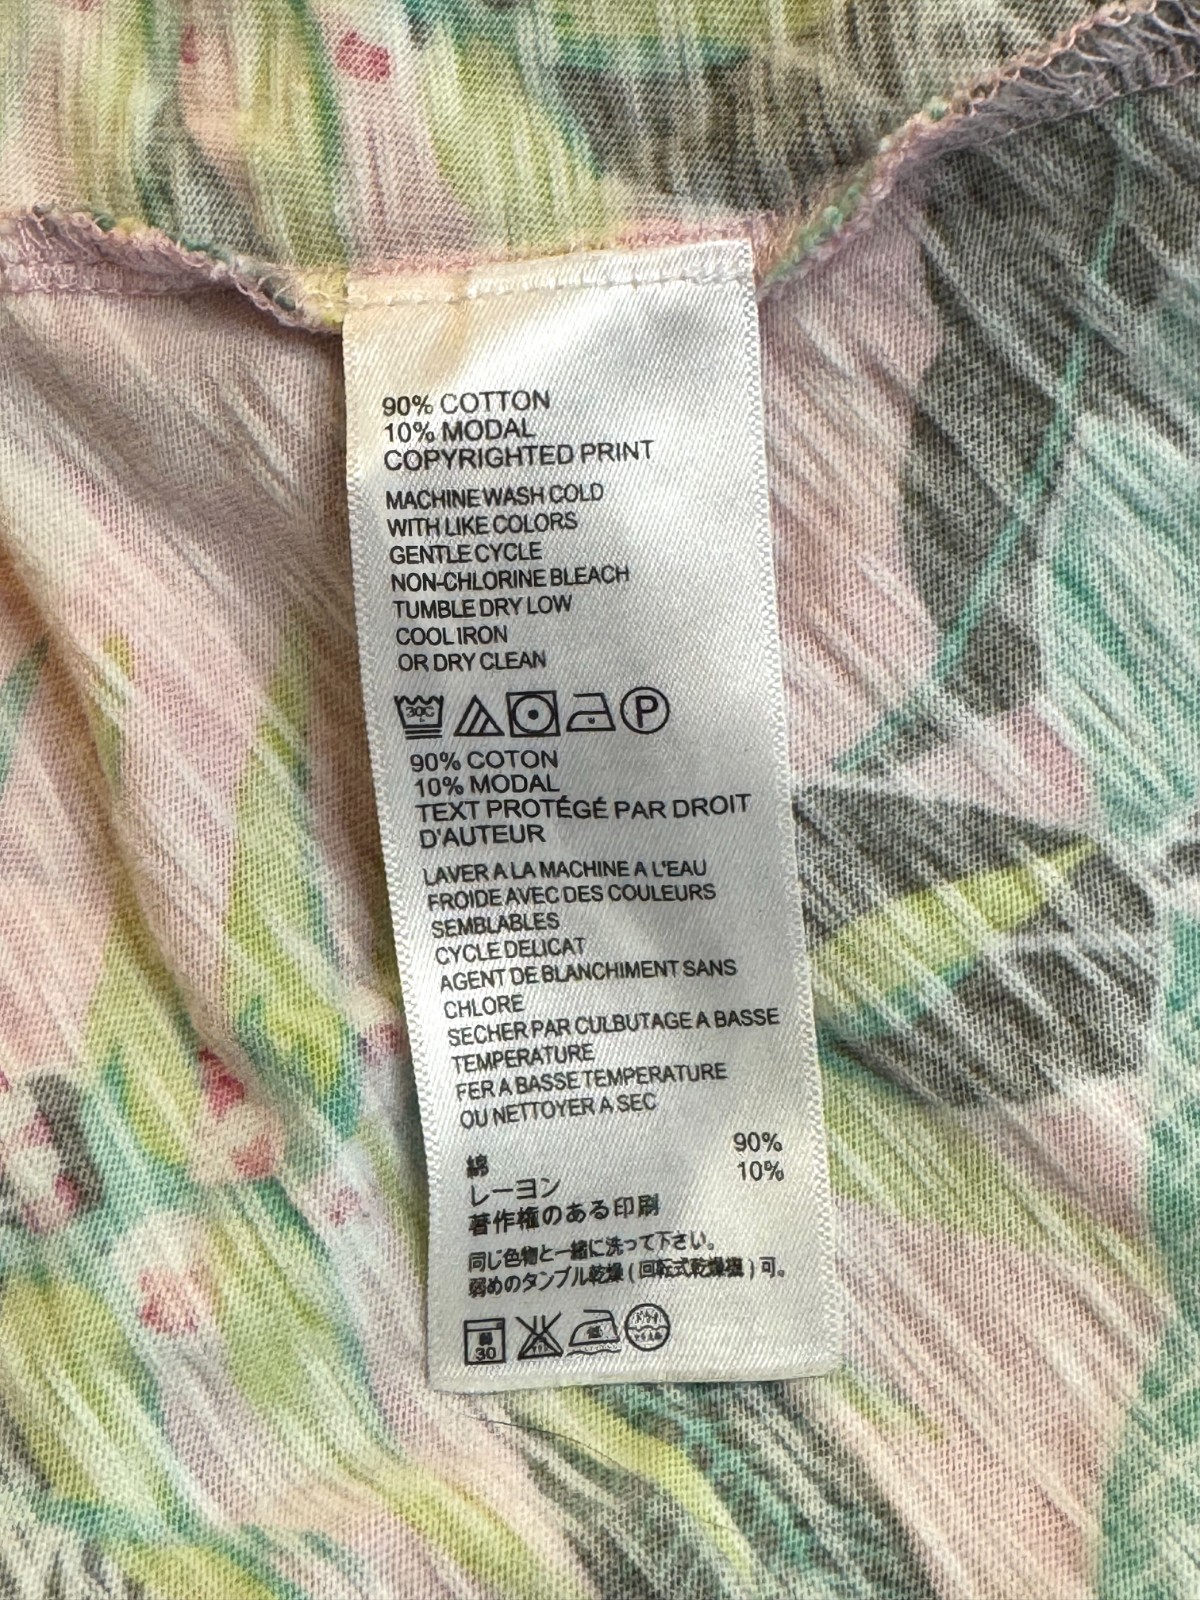 90% COTTON
10% MODAL
COPYRIGHTED PRINT
MACHINE WASH COLD
WITH LIKE COLORS
GENTLE CYCLE
NON-CHLORINE BLEACH
TUMBLE DRY LOW
COOL IRON
OR DRY CLEAN
30C P
90% COTON
10% MODAL
TEXT PROTÉGÉ PAR DROIT
D'AUTEUR
LAVER A LA MACHINE A L'EAU
FROIDE AVEC DES COULEURS
SEMBLABLES
CYCLE DELICAT
AGENT DE BLANCHIMENT SANS
CHLORE
SECHER PAR CULBUTAGE A BASSE
TEMPERATURE
FER A BASSE TEMPERATURE
OU NETTOYER A SEC
綿 90%
レーヨン 10%
著作権のある印刷
同じ色物と一緒に洗って下さい。
弱めのタンブル乾燥(回転式乾燥機)可。
30